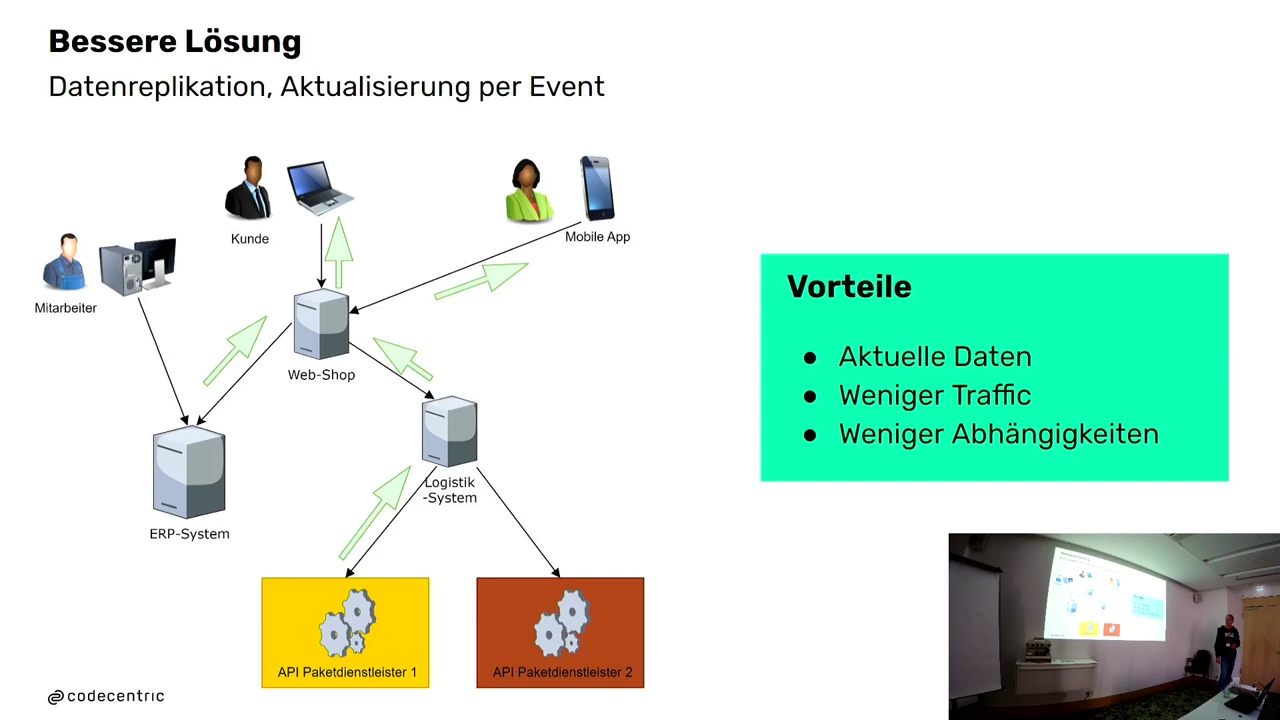 Bessere Lösung
Datenreplikation, Aktualisierung per Event
Kunde
Mobile App
Mitarbeiter
Web-Shop
Logistik
-System
ERP-System
API Paketdienstleister 1
API Paketdienstleister 2
Vorteile
● Aktuelle Daten
● Weniger Traffic
● Weniger Abhängigkeiten
codecentric